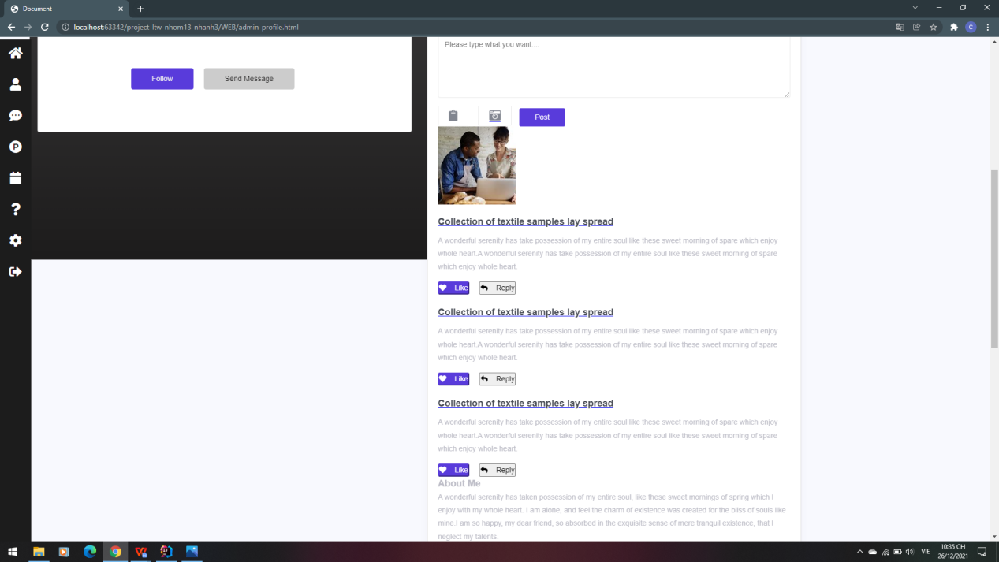 Document
localhost:63342/project-ltw-nhom13-nhanh3/WEB/admin-profile.html
C
Please type what you want....
Follow
Send Message
Post
P
Collection of textile samples lay spread
A wonderful serenity has take possession of my entire soul like these sweet morning of spare which enjoy
whole heart.A wonderful serenity has take possession of my entire soul like these sweet morning of spare
which enjoy whole heart.
Like
Reply
Collection of textile samples lay spread
A wonderful serenity has take possession of my entire soul like these sweet morning of spare which enjoy
whole heart.A wonderful serenity has take possession of my entire soul like these sweet morning of spare
which enjoy whole heart.
Like
Reply
Collection of textile samples lay spread
A wonderful serenity has take possession of my entire soul like these sweet morning of spare which enjoy
whole heart.A wonderful serenity has take possession of my entire soul like these sweet morning of spare
which enjoy whole heart.
Like
Reply
About Me
A wonderful serenity has taken possession of my entire soul, like these sweet mornings of spring which I
enjoy with my whole heart. I am alone, and feel the charm of existence was created for the bliss of souls like
mine.I am so happy, my dear friend, so absorbed in the exquisite sense of mere tranquil existence, that I
neglect my talents.
VIE
10:35 CH
26/12/2021